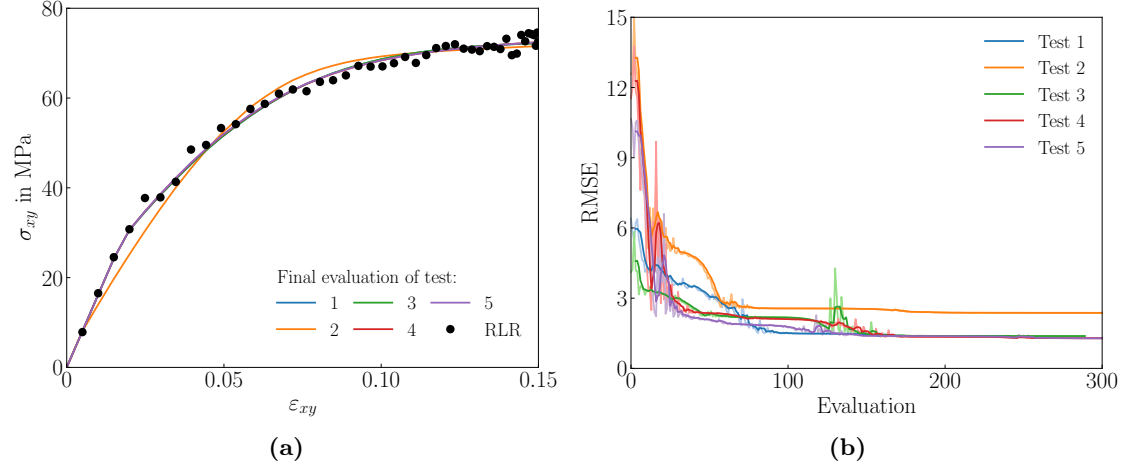 80
60
40
20
0
σxy in MPa
Final evaluation of test:
1 3 5
2 4 RLR
0 0.05 0.10 0.15
εxy
(a)
15
12
9
6
3
0
RMSE
Test 1
Test 2
Test 3
Test 4
Test 5
0 100 200 300
Evaluation
(b)